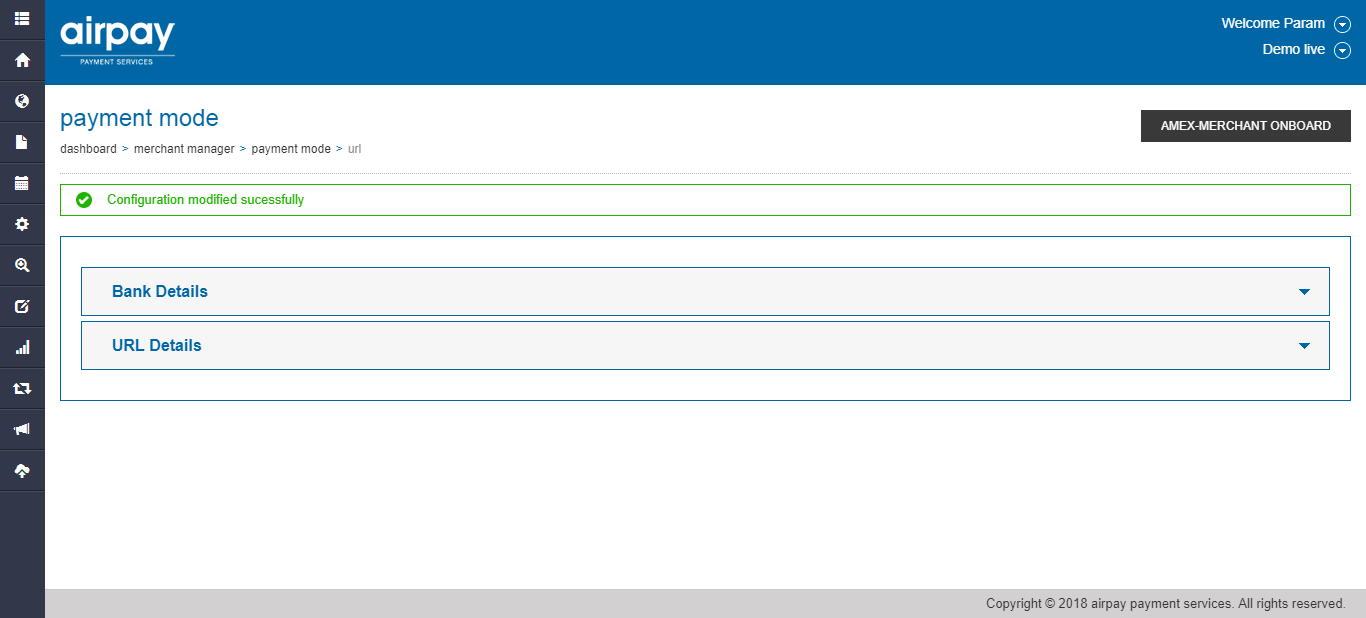 airpay
PAYMENT SERVICES
Welcome Param
Demo live
payment mode
AMEX-MERCHANT ONBOARD
dashboard > merchant manager > payment mode > url
Configuration modified sucessfully
Bank Details
URL Details
Copyright © 2018 airpay payment services. All rights reserved.